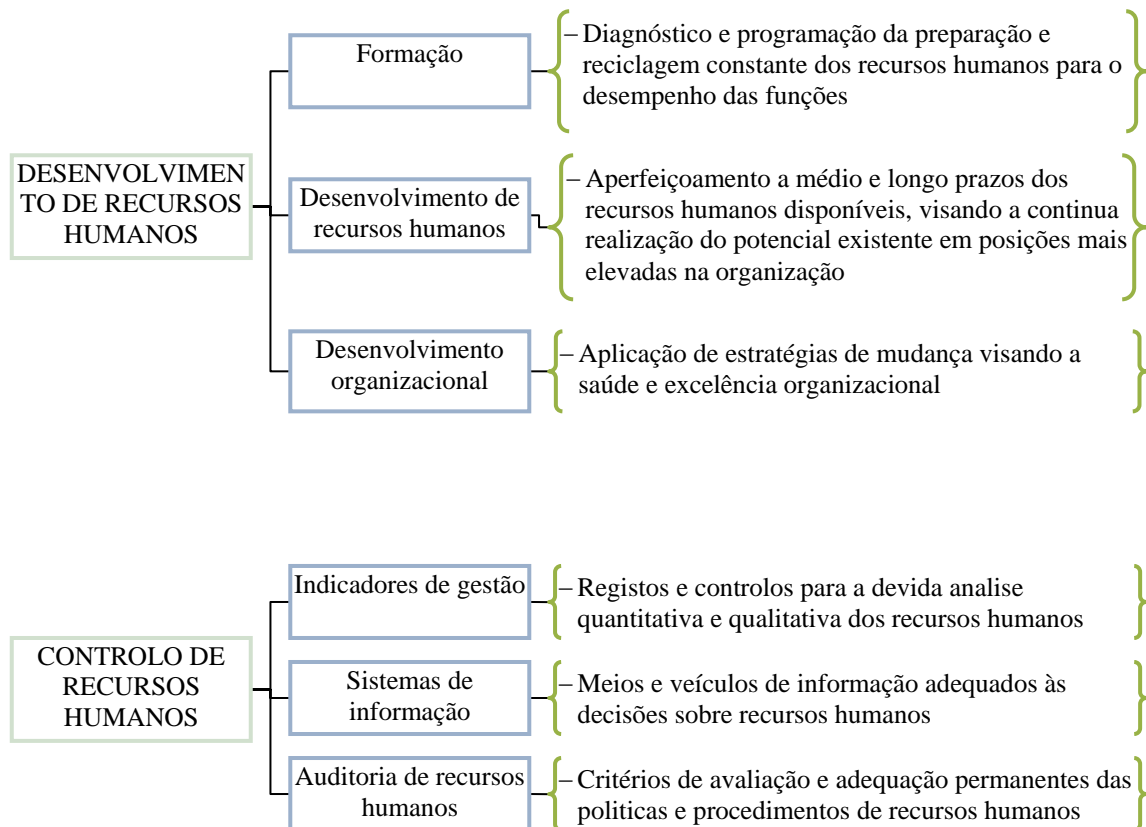 Formação
– Diagnóstico e programação da preparação e
reciclagem constante dos recursos humanos para o
desempenho das funções
DESENVOLVIMEN
TO DE RECURSOS
HUMANOS
Desenvolvimento de
recursos humanos
– Aperfeiçoamento a médio e longo prazos dos
recursos humanos disponíveis, visando a continua
realização do potencial existente em posições mais
elevadas na organização
Desenvolvimento
organizacional
– Aplicação de estratégias de mudança visando a
saúde e excelência organizacional
Indicadores de gestão
– Registos e controlos para a devida analise
quantitativa e qualitativa dos recursos humanos
CONTROLO DE
RECURSOS
HUMANOS
Sistemas de
informação
– Meios e veículos de informação adequados às
decisões sobre recursos humanos
Auditoria de recursos
humanos
– Critérios de avaliação e adequação permanentes das
politicas e procedimentos de recursos humanos